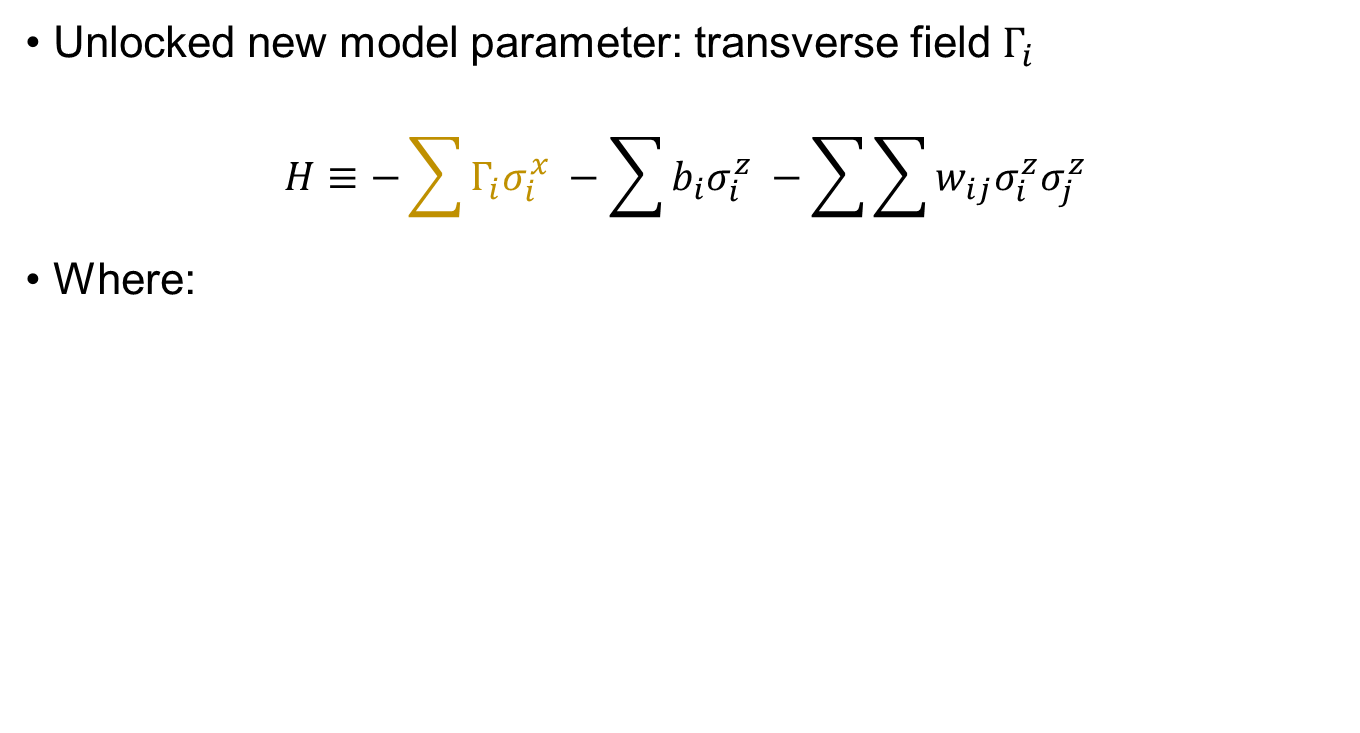 • Unlocked new model parameter: transverse field Γᵢ
H ≡ − ∑ Γᵢσᵢˣ − ∑ bᵢσᵢᶻ − ∑∑ wᵢⱼσᵢᶻσⱼᶻ
• Where: